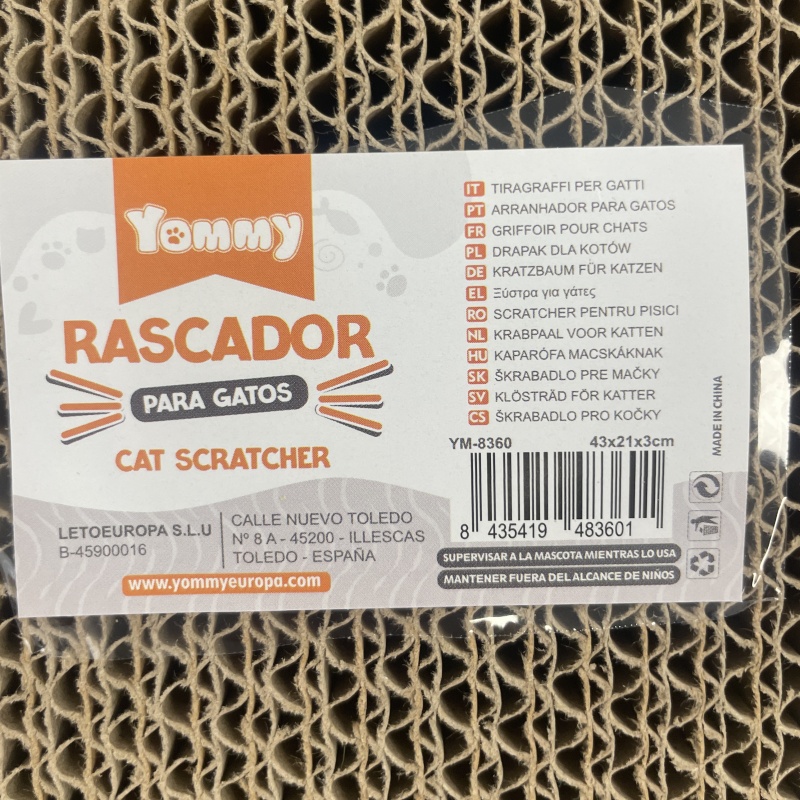 Yommy
RASCADOR
PARA GATOS
CAT SCRATCHER
LETOEUROPA S.L.U
B-45900016
CALLE NUEVO TOLEDO
Nº 8 A - 45200 - ILLESCAS
TOLEDO - ESPAÑA
www.yommyeuropa.com
IT TIRAGRAFFI PER GATTI
PT ARRANHADOR PARA GATOS
FR GRIFFOIR POUR CHATS
PL DRAPAK DLA KOTÓW
DE KRATZBAUM FÜR KATZEN
EL Ξύστρα για γάτες
RO SCRATCHER PENTRU PISICI
NL KRABPAAL VOOR KATTEN
HU KAPARÓFA MACSKÁKNAK
SK ŠKRABADLO PRE MAČKY
SV KLÖSTRÄD FÖR KATTER
CS ŠKRABADLO PRO KOČKY
YM-8360 43x21x3cm
8 435419 483601
SUPERVISAR A LA MASCOTA MIENTRAS LO USA
MANTENER FUERA DEL ALCANCE DE NIÑOS
MADE IN CHINA